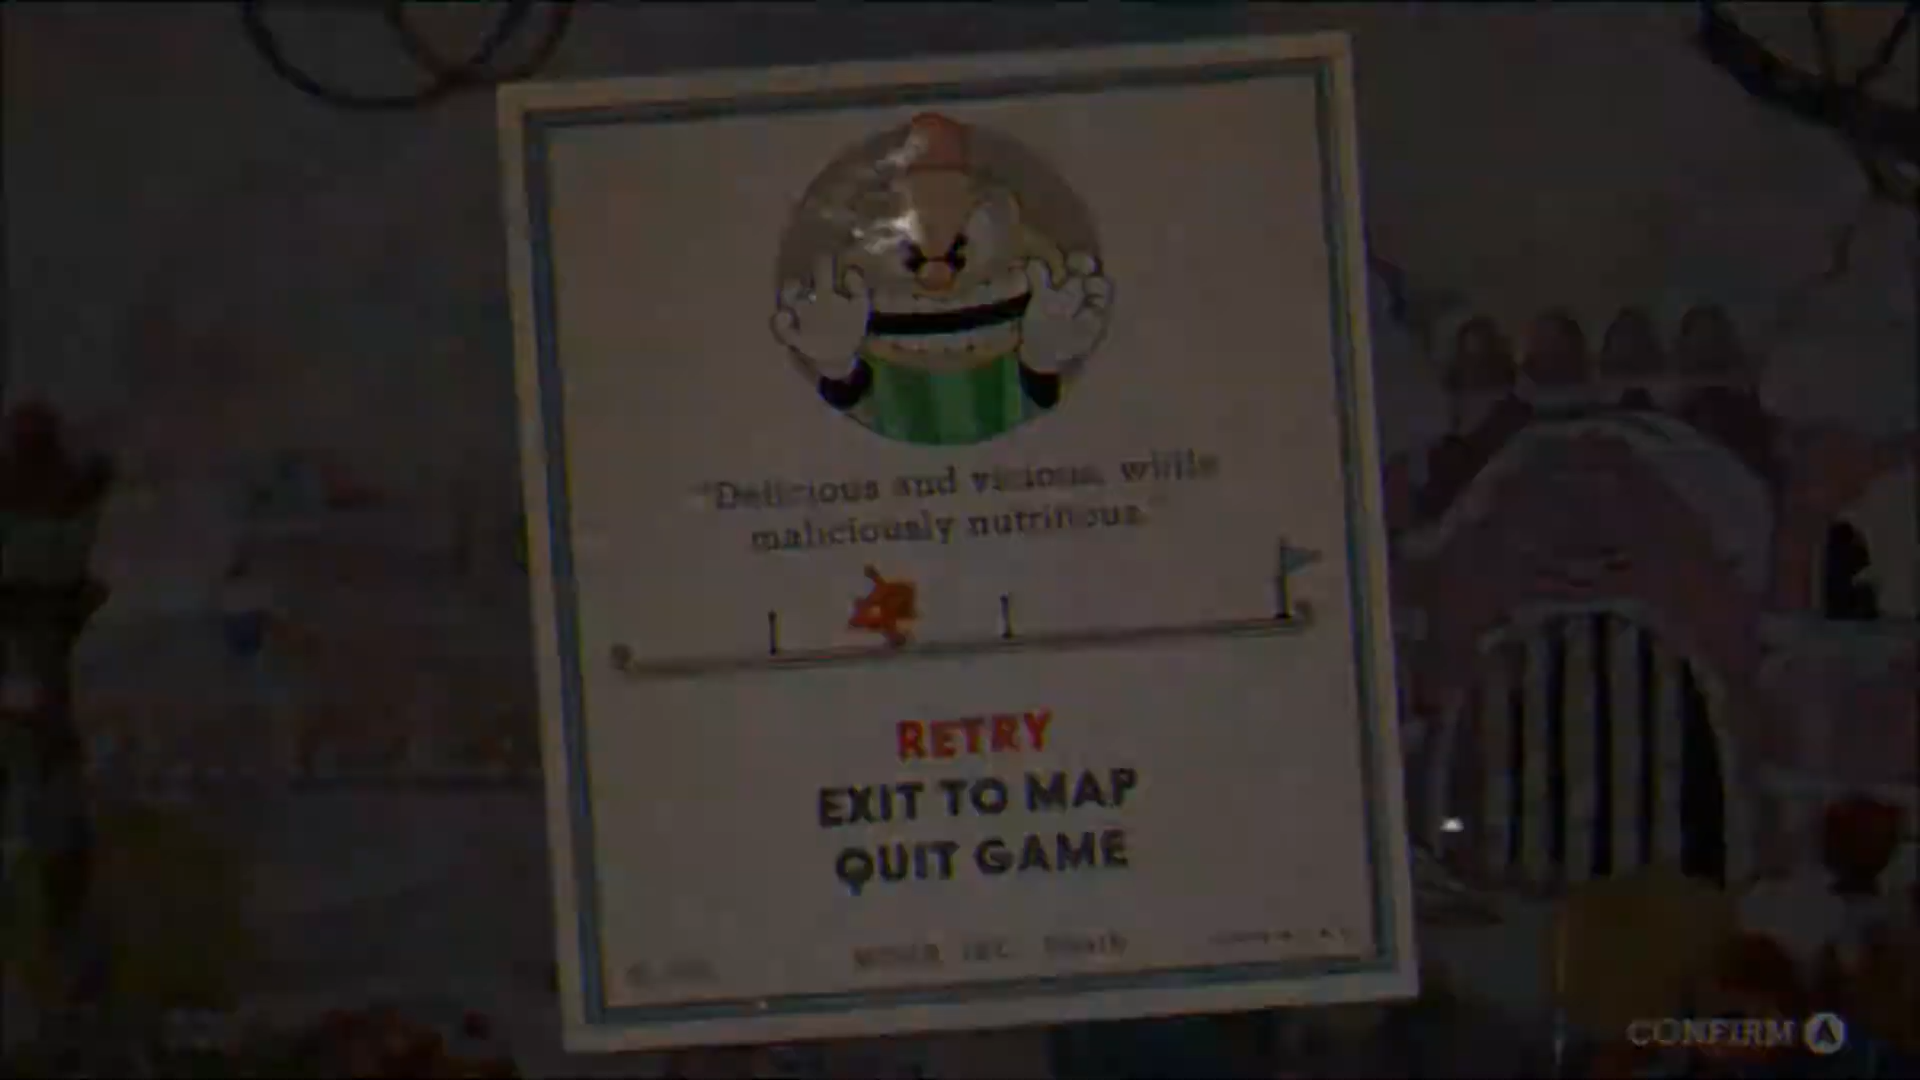 "Delicious and vicious, while
maliciously nutritious."
RETRY
EXIT TO MAP
QUIT GAME
CONFIRM A